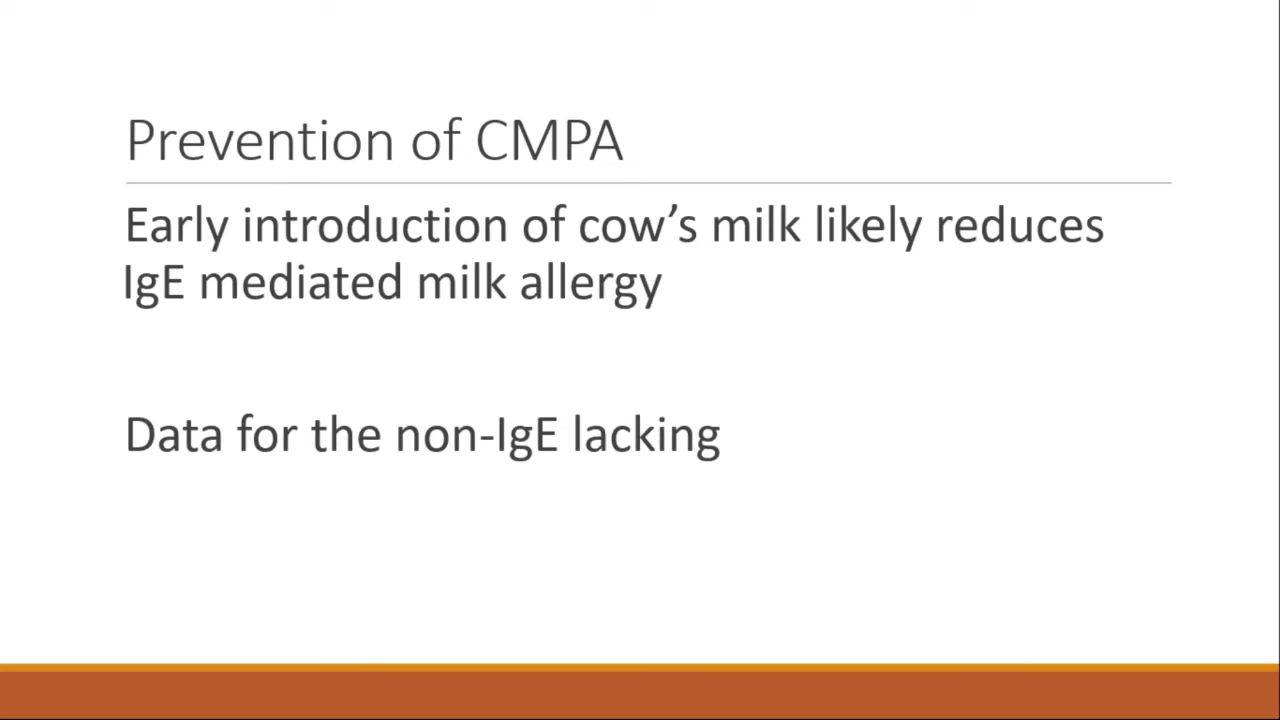 Prevention of CMPA
Early introduction of cow’s milk likely reduces
IgE mediated milk allergy
Data for the non-IgE lacking